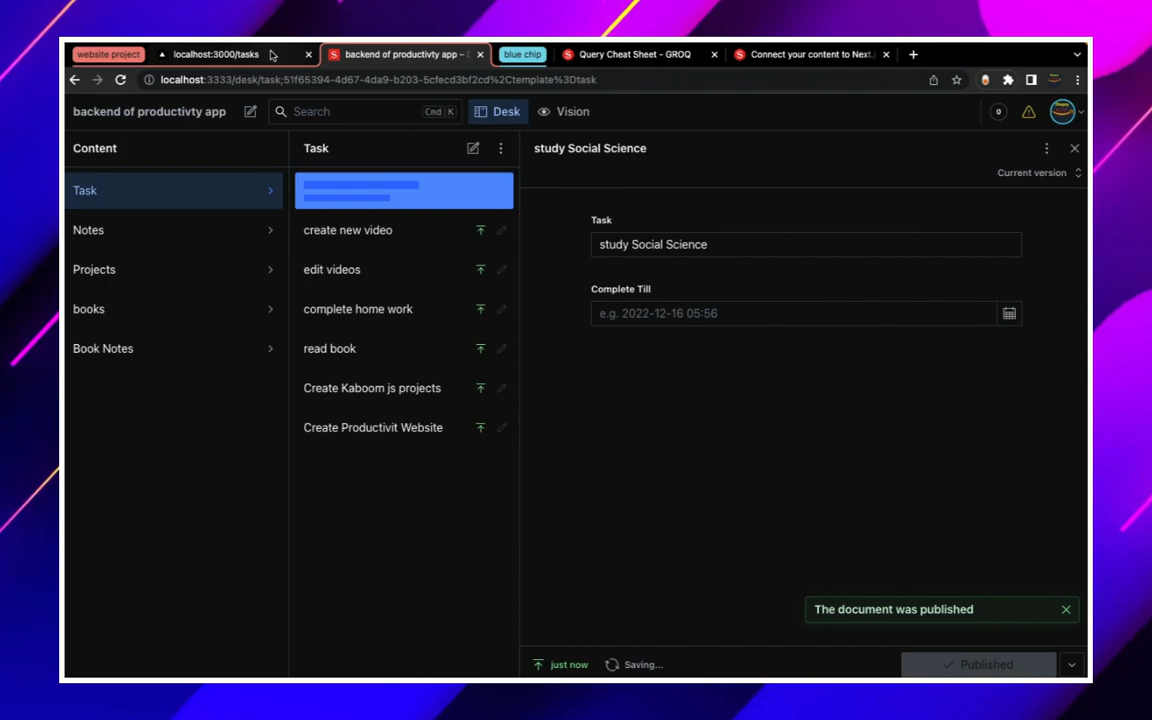 website project
localhost:3000/tasks
backend of productivty app –
blue chip
Query Cheat Sheet - GROQ
Connect your content to Next.
localhost:3333/desk/task;51f65394-4d67-4da9-b203-5cfecd3bf2cd%2Ctemplate%3Dtask
backend of productivty app
Search
Cmd K
Desk
Vision
0
Content
Task
Notes
Projects
books
Book Notes
Task
create new video
edit videos
complete home work
read book
Create Kaboom js projects
Create Productivit Website
study Social Science
Current version
Task
study Social Science
Complete Till
e.g. 2022-12-16 05:56
The document was published
just now
Saving...
Published